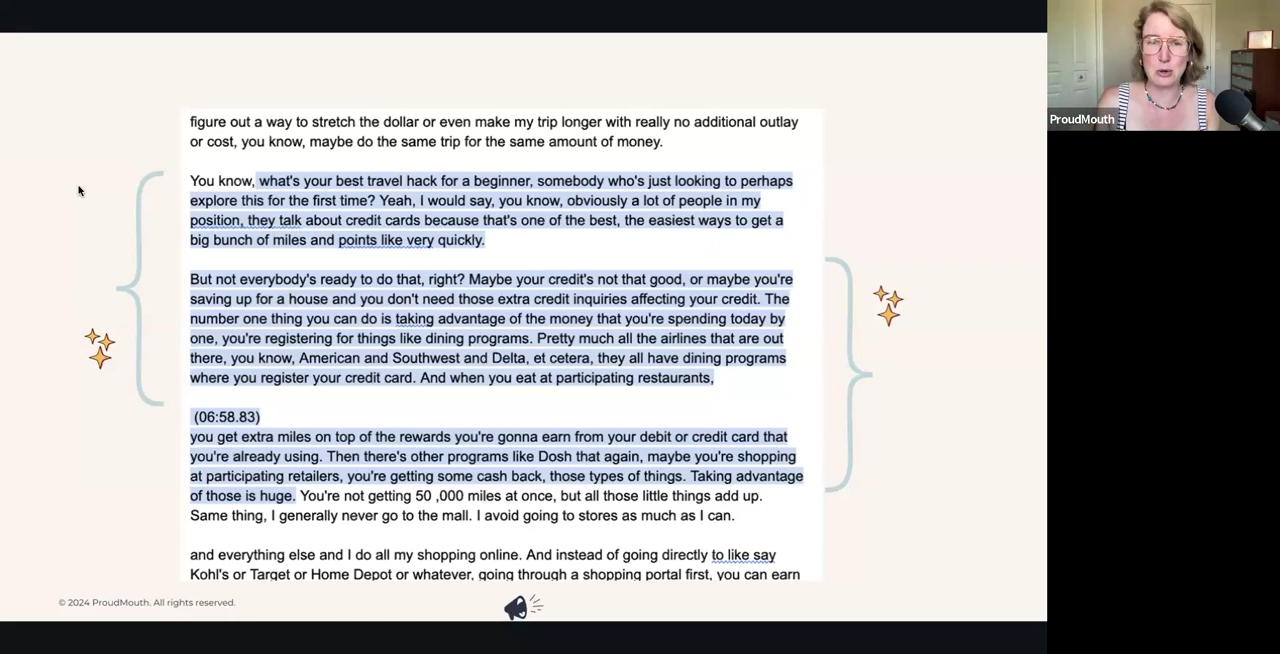 figure out a way to stretch the dollar or even make my trip longer with really no additional outlay
or cost, you know, maybe do the same trip for the same amount of money.
You know, what's your best travel hack for a beginner, somebody who's just looking to perhaps
explore this for the first time? Yeah, I would say, you know, obviously a lot of people in my
position, they talk about credit cards because that's one of the best, the easiest ways to get a
big bunch of miles and points like very quickly.
But not everybody's ready to do that, right? Maybe your credit's not that good, or maybe you're
saving up for a house and you don't need those extra credit inquiries affecting your credit. The
number one thing you can do is taking advantage of the money that you're spending today by
one, you're registering for things like dining programs. Pretty much all the airlines that are out
there, you know, American and Southwest and Delta, et cetera, they all have dining programs
where you register your credit card. And when you eat at participating restaurants,
(06:58.83)
you get extra miles on top of the rewards you're gonna earn from your debit or credit card that
you're already using. Then there's other programs like Dosh that again, maybe you're shopping
at participating retailers, you're getting some cash back, those types of things. Taking advantage
of those is huge. You're not getting 50 ,000 miles at once, but all those little things add up.
Same thing, I generally never go to the mall. I avoid going to stores as much as I can.
and everything else and I do all my shopping online. And instead of going directly to like say
Kohl's or Target or Home Depot or whatever, going through a shopping portal first, you can earn
© 2024 ProudMouth. All rights reserved.
ProudMouth